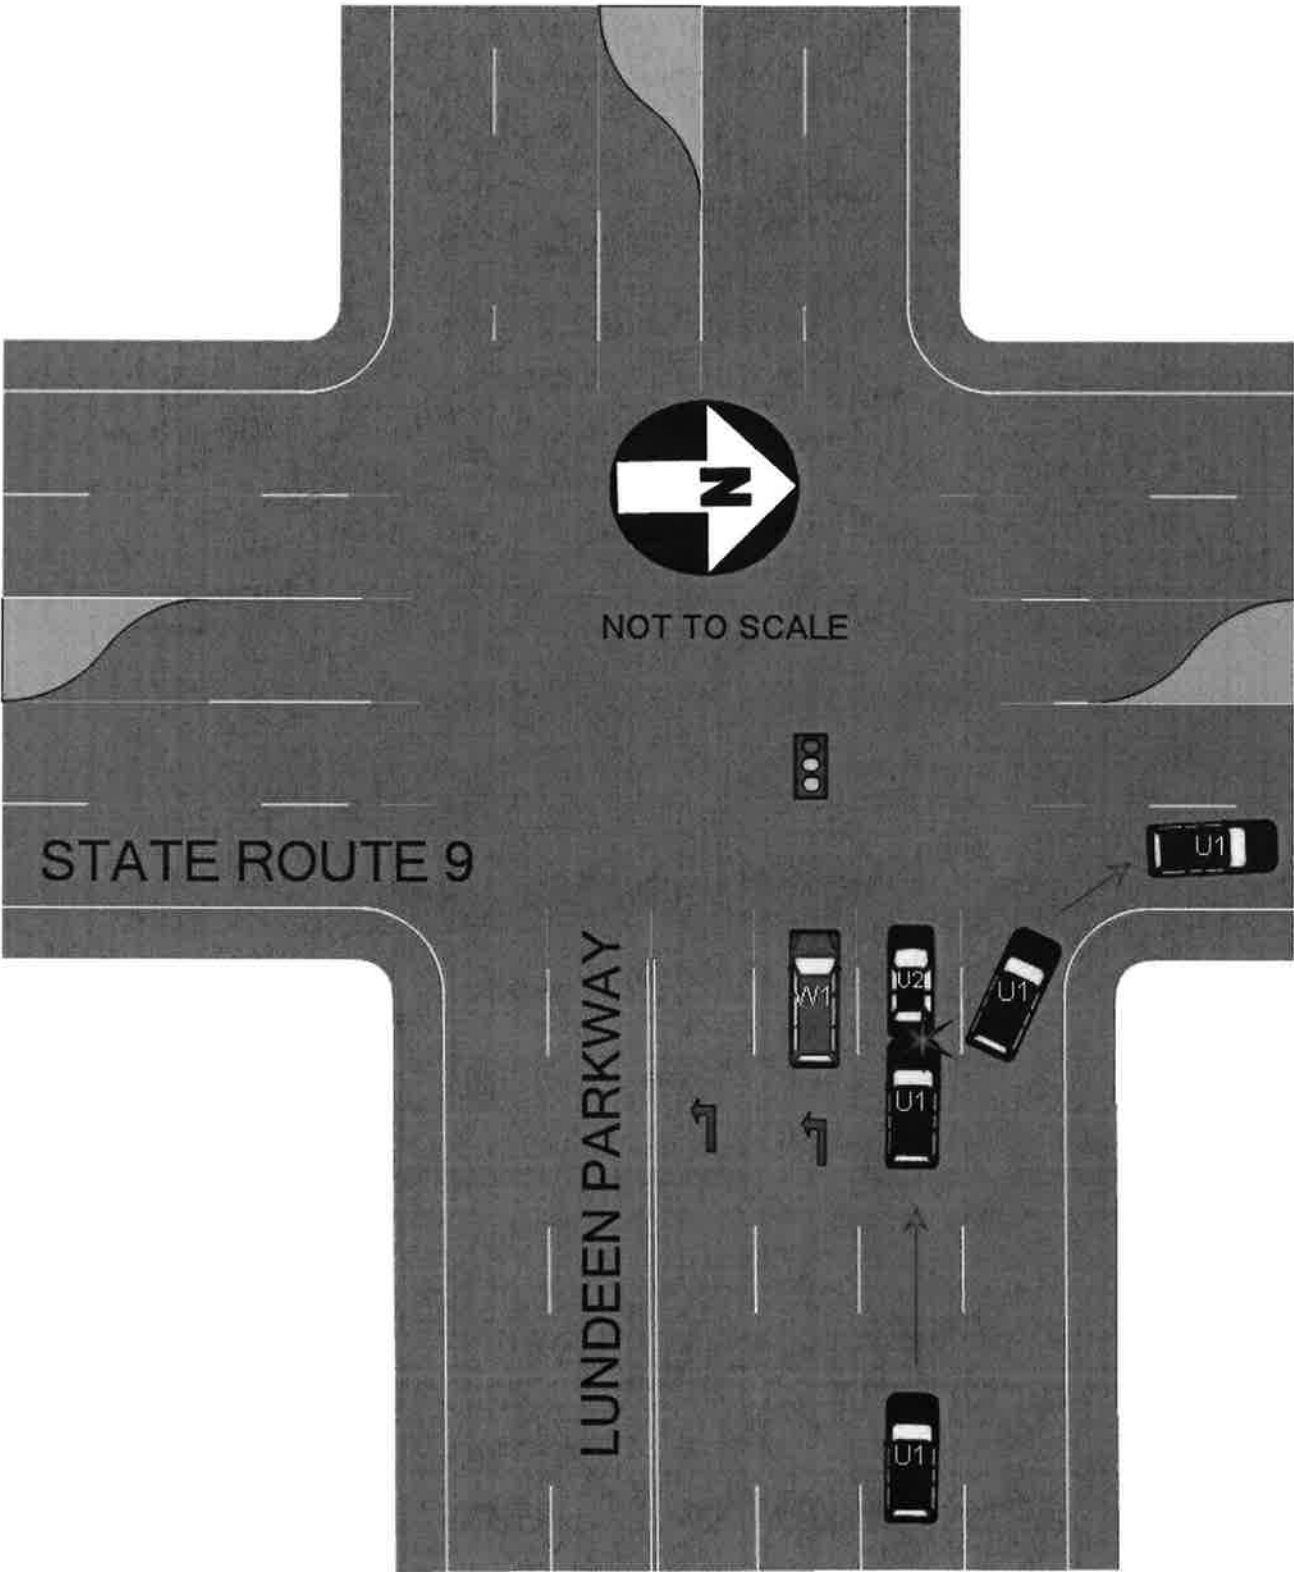 N
NOT TO SCALE
STATE ROUTE 9
LUNDEEN PARKWAY
U1
W1
U2
U1
U1
U1